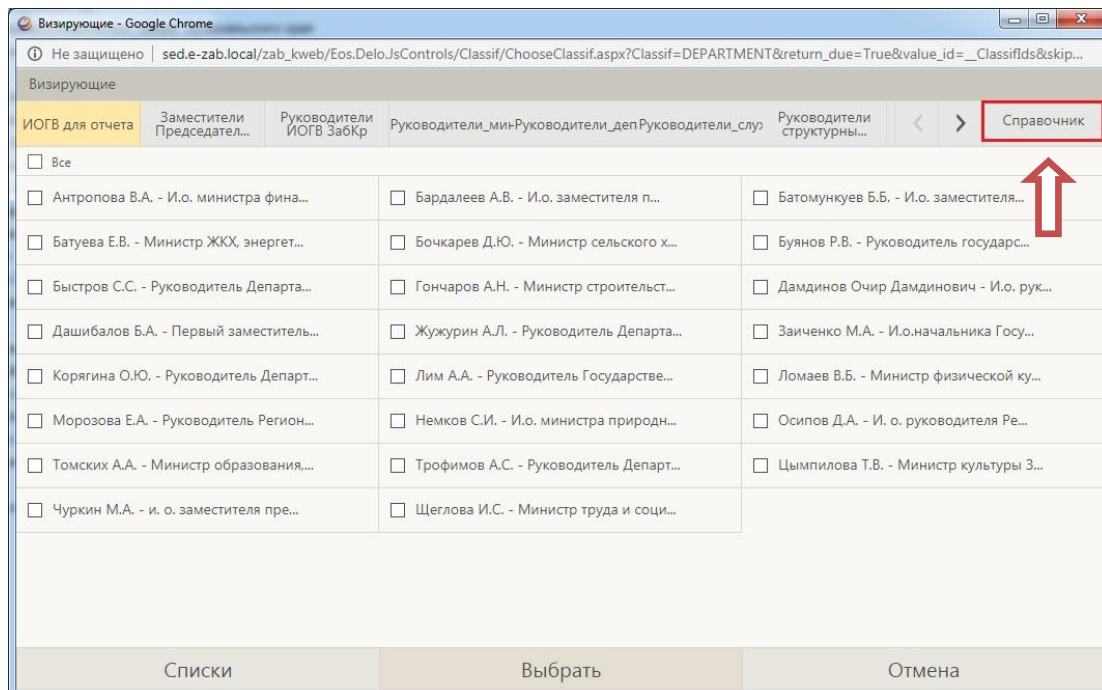 Визирующие - Google Chrome
Не защищено | sed.e-zab.local/zab_kweb/Eos.Delo.JsControls/Classif/ChooseClassif.aspx?Classif=DEPARTMENT&return_due=True&value_id=__ClassifIds&skip...
Визирующие
ИОГВ для отчета
Заместители
Председател...
Руководители
ИОГВ ЗабКр
Руководители_мин
Руководители_деп
Руководители_слу
Руководители
структурны...
Справочник
Все
Антропова В.А. - И.о. министра фина...
Бардалеев А.В. - И.о. заместителя п...
Батомункуев Б.Б. - И.о. заместителя...
Батуева Е.В. - Министр ЖКХ, энергет...
Бочкарев Д.Ю. - Министр сельского х...
Буянов Р.В. - Руководитель государс...
Быстров С.С. - Руководитель Департа...
Гончаров А.Н. - Министр строительст...
Дамдинов Очир Дамдинович - И.о. рук...
Дашибалов Б.А. - Первый заместитель...
Жужурин А.Л. - Руководитель Департа...
Заиченко М.А. - И.о.начальника Госу...
Корягина О.Ю. - Руководитель Департ...
Лим А.А. - Руководитель Государстве...
Ломаев В.Б. - Министр физической ку...
Морозова Е.А. - Руководитель Регион...
Немков С.И. - И.о. министра природн...
Осипов Д.А. - И. о. руководителя Ре...
Томских А.А. - Министр образования,...
Трофимов А.С. - Руководитель Департ...
Цымпилова Т.В. - Министр культуры З...
Чуркин М.А. - и. о. заместителя пре...
Щеглова И.С. - Министр труда и соци...
Списки
Выбрать
Отмена